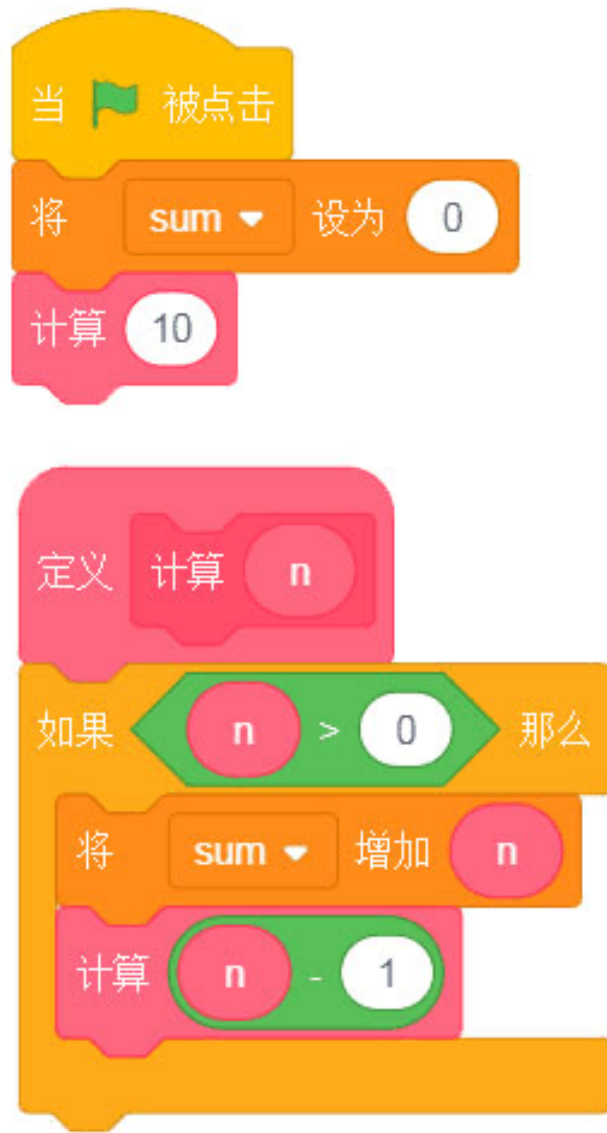 当 被点击
将 sum 设为 0
计算 10
定义 计算 n
如果 n > 0 那么
将 sum 增加 n
计算 n - 1